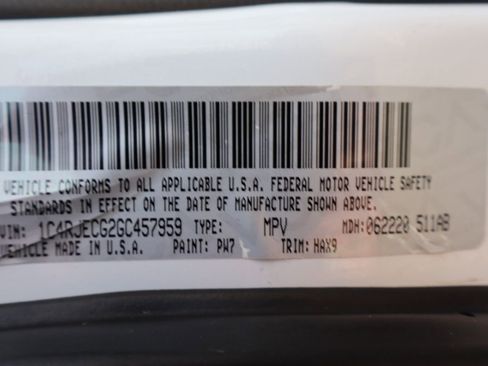 VEHICLE CONFORMS TO ALL APPLICABLE U.S.A. FEDERAL MOTOR VEHICLE SAFETY
STANDARDS IN EFFECT ON THE DATE OF MANUFACTURE SHOWN ABOVE.
VIN: 1C4RJECG2GC457959 TYPE: MPV MDH: 062220 511AB
VEHICLE MADE IN U.S.A. PAINT: PW7 TRIM: HAX9